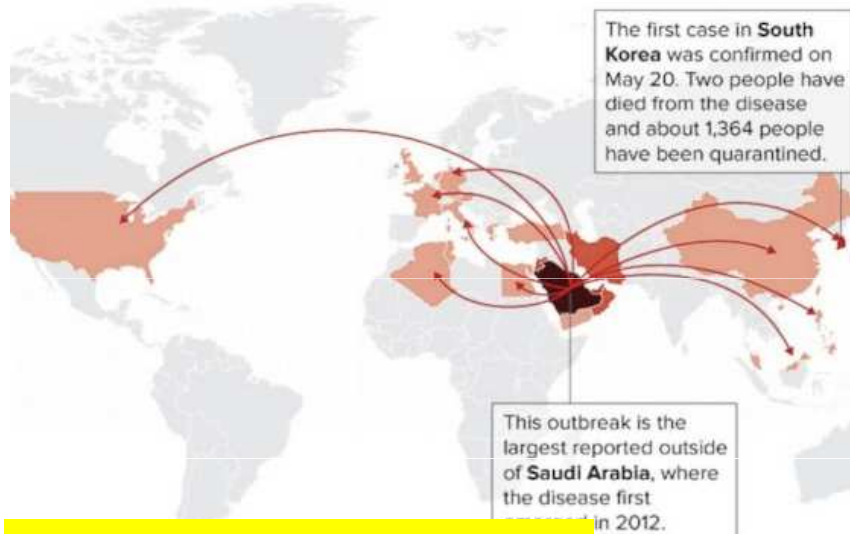 The first case in South
Korea was confirmed on
May 20. Two people have
died from the disease
and about 1,364 people
have been quarantined.
This outbreak is the
largest reported outside
of Saudi Arabia, where
the disease first
in 2012.